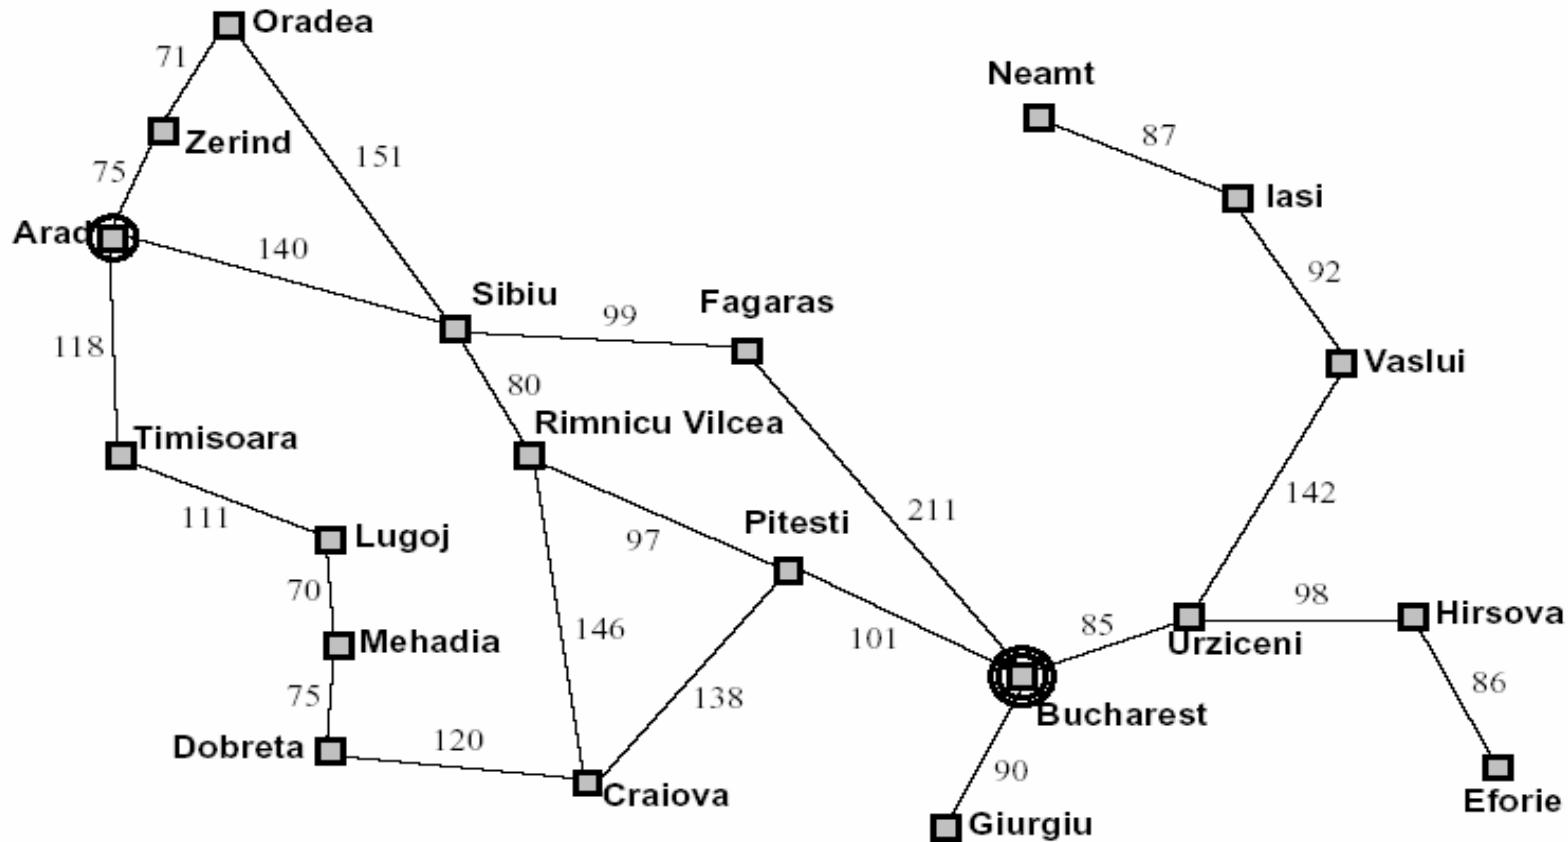 Oradea
Neamt
71
87
Zerind
151
75
Iasi
Arad
140
92
Sibiu
Fagaras
99
118
Vaslui
80
Timisoara
Rimnicu Vilcea
142
211
111
Pitesti
Lugoj
97
70
98
Hirsova
Mehadia
146
101
85
Urziceni
86
75
138
Bucharest
Dobreta
120
90
Craiova
Eforie
Giurgiu